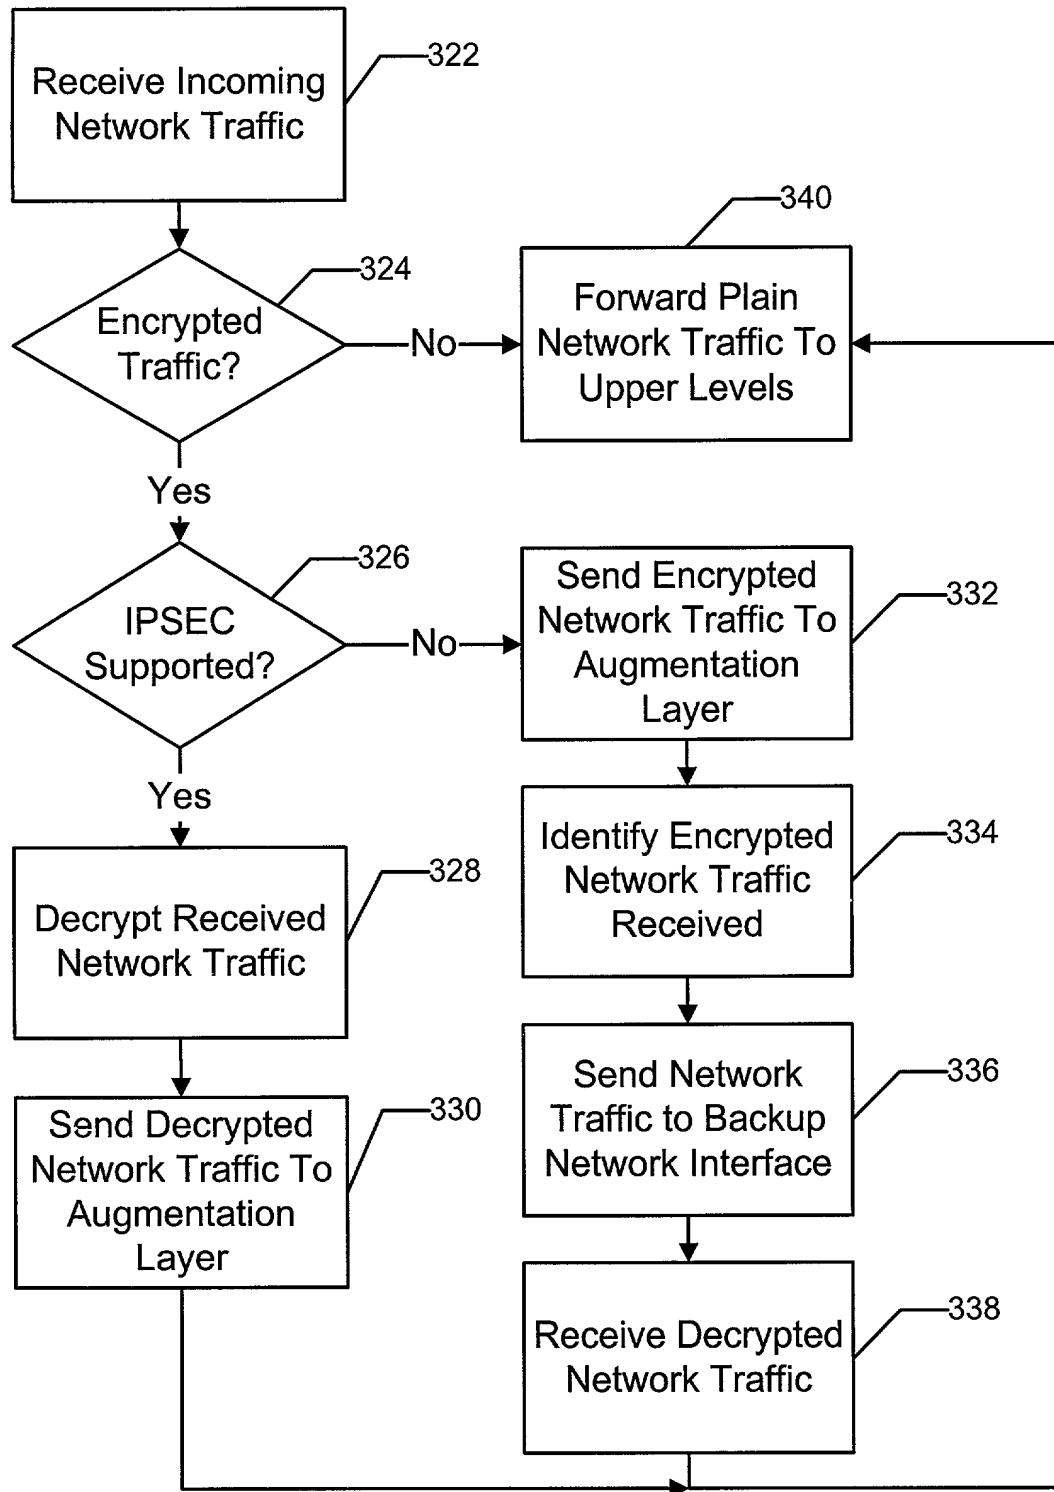 Receive Incoming
Network Traffic
322
340
324
Encrypted
Traffic?
No
Forward Plain
Network Traffic To
Upper Levels
Yes
326
IPSEC
Supported?
No
Send Encrypted
Network Traffic To
Augmentation
Layer
332
Yes
Identify Encrypted
Network Traffic
Received
334
328
Decrypt Received
Network Traffic
Send Network
Traffic to Backup
Network Interface
336
330
Send Decrypted
Network Traffic To
Augmentation
Layer
Receive Decrypted
Network Traffic
338